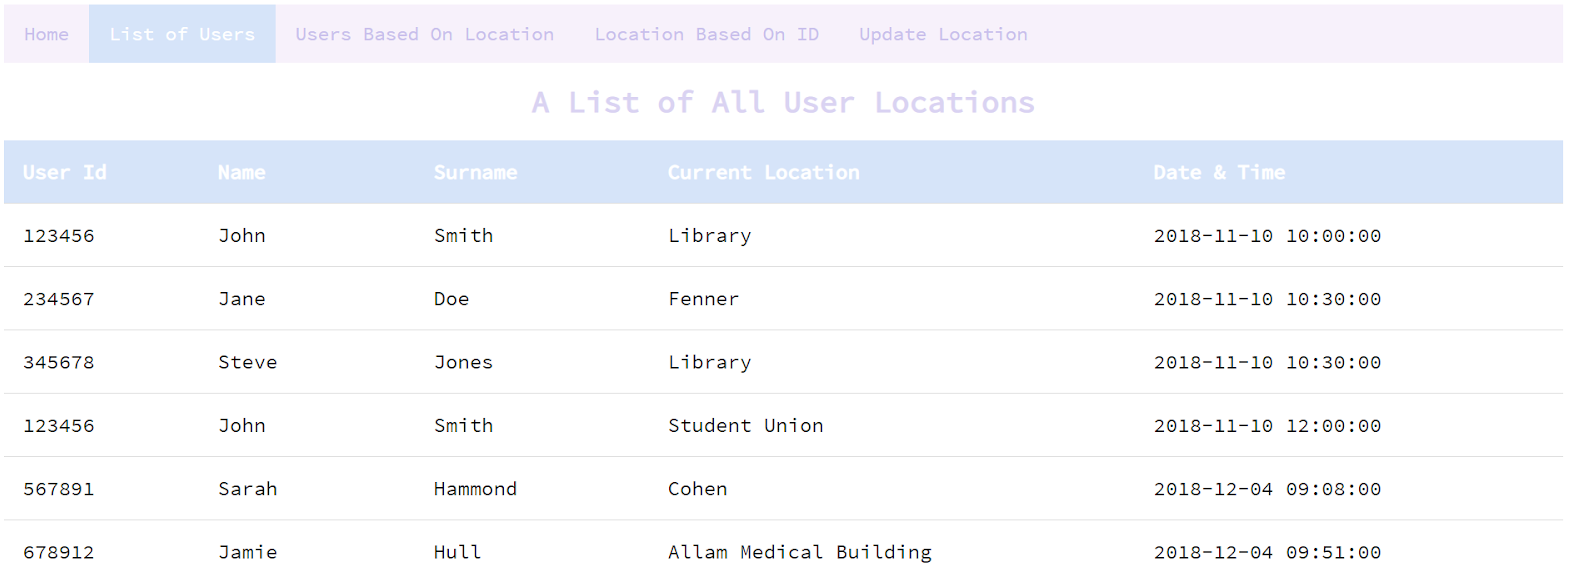 Home List of Users Users Based On Location Location Based On ID Update Location
A List of All User Locations
User Id Name Surname Current Location Date & Time
123456 John Smith Library 2018-11-10 10:00:00
234567 Jane Doe Fenner 2018-11-10 10:30:00
345678 Steve Jones Library 2018-11-10 10:30:00
123456 John Smith Student Union 2018-11-10 12:00:00
567891 Sarah Hammond Cohen 2018-12-04 09:08:00
678912 Jamie Hull Allam Medical Building 2018-12-04 09:51:00